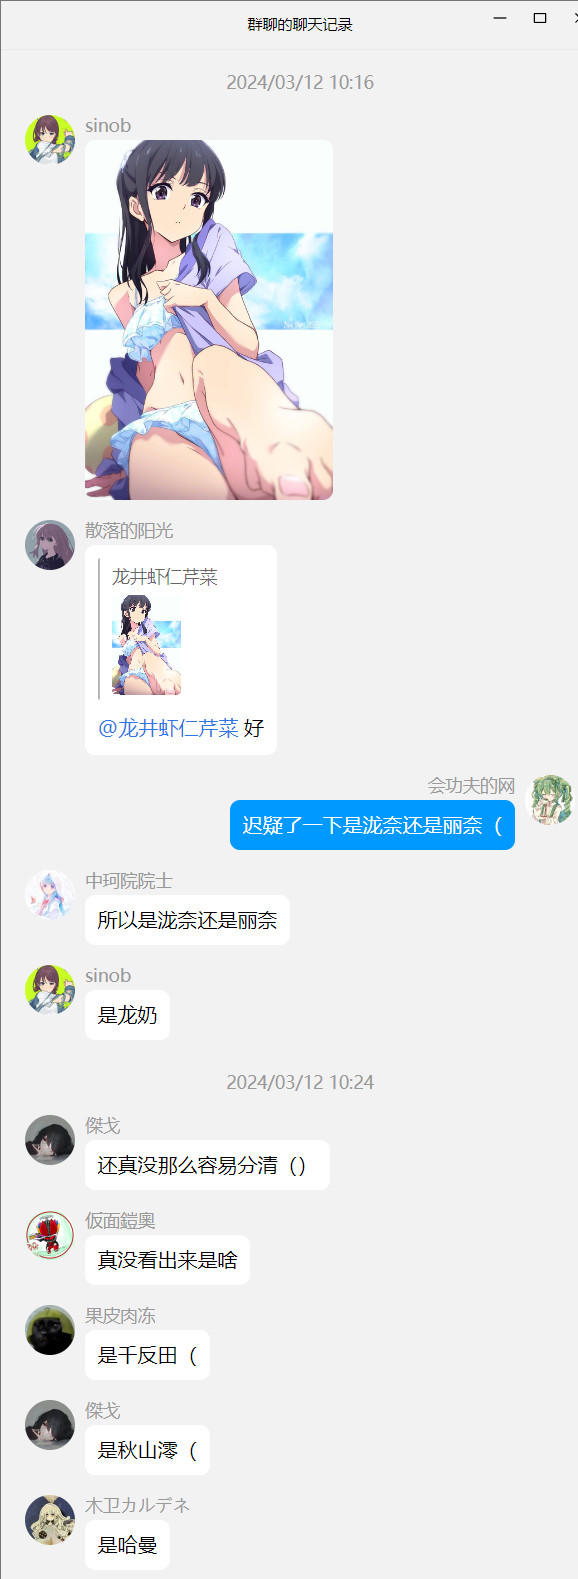 群聊的聊天记录
2024/03/12 10:16
sinob
散落的阳光
龙井虾仁芹菜
@龙井虾仁芹菜 好
会功夫的网
迟疑了一下是泷奈还是丽奈（
中珂院院士
所以是泷奈还是丽奈
sinob
是龙奶
2024/03/12 10:24
傑戈
还真没那么容易分清（）
仮面鎧奧
真没看出来是啥
果皮肉冻
是千反田（
傑戈
是秋山澪（
木卫カルデネ
是哈曼